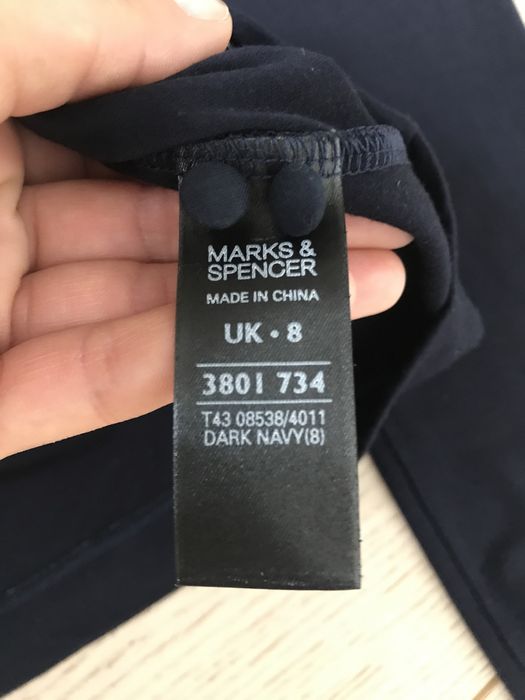 MARKS &
SPENCER
MADE IN CHINA
UK • 8
3801 734
T43 08538/4011
DARK NAVY(8)